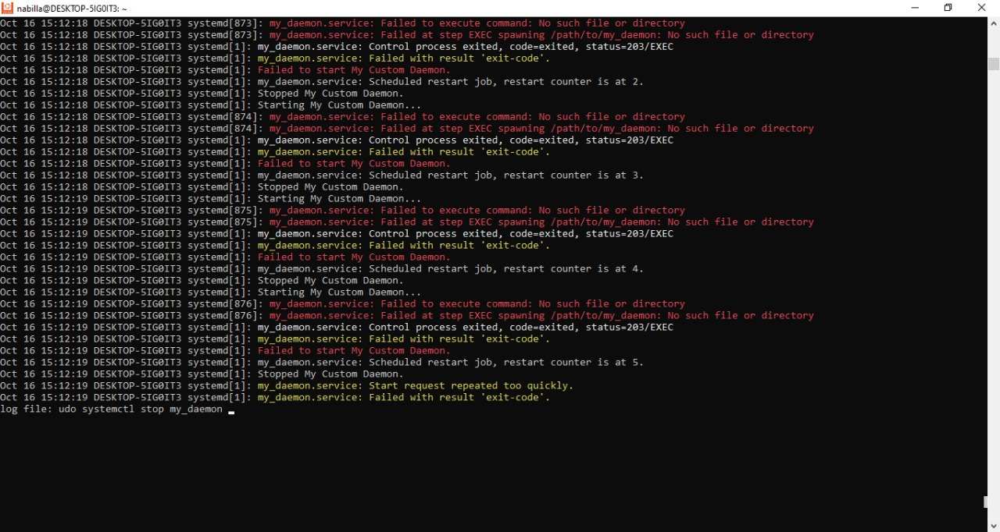 nabilla@DESKTOP-5IG0IT3: ~
Oct 16 15:12:18 DESKTOP-5IG0IT3 systemd[873]: my_daemon.service: Failed to execute command: No such file or directory
Oct 16 15:12:18 DESKTOP-5IG0IT3 systemd[873]: my_daemon.service: Failed at step EXEC spawning /path/to/my_daemon: No such file or directory
Oct 16 15:12:18 DESKTOP-5IG0IT3 systemd[1]: my_daemon.service: Control process exited, code=exited, status=203/EXEC
Oct 16 15:12:18 DESKTOP-5IG0IT3 systemd[1]: my_daemon.service: Failed with result 'exit-code'.
Oct 16 15:12:18 DESKTOP-5IG0IT3 systemd[1]: Failed to start My Custom Daemon.
Oct 16 15:12:18 DESKTOP-5IG0IT3 systemd[1]: my_daemon.service: Scheduled restart job, restart counter is at 2.
Oct 16 15:12:18 DESKTOP-5IG0IT3 systemd[1]: Stopped My Custom Daemon.
Oct 16 15:12:18 DESKTOP-5IG0IT3 systemd[1]: Starting My Custom Daemon...
Oct 16 15:12:18 DESKTOP-5IG0IT3 systemd[874]: my_daemon.service: Failed to execute command: No such file or directory
Oct 16 15:12:18 DESKTOP-5IG0IT3 systemd[874]: my_daemon.service: Failed at step EXEC spawning /path/to/my_daemon: No such file or directory
Oct 16 15:12:18 DESKTOP-5IG0IT3 systemd[1]: my_daemon.service: Control process exited, code=exited, status=203/EXEC
Oct 16 15:12:18 DESKTOP-5IG0IT3 systemd[1]: my_daemon.service: Failed with result 'exit-code'.
Oct 16 15:12:18 DESKTOP-5IG0IT3 systemd[1]: Failed to start My Custom Daemon.
Oct 16 15:12:18 DESKTOP-5IG0IT3 systemd[1]: my_daemon.service: Scheduled restart job, restart counter is at 3.
Oct 16 15:12:18 DESKTOP-5IG0IT3 systemd[1]: Stopped My Custom Daemon.
Oct 16 15:12:19 DESKTOP-5IG0IT3 systemd[1]: Starting My Custom Daemon...
Oct 16 15:12:19 DESKTOP-5IG0IT3 systemd[875]: my_daemon.service: Failed to execute command: No such file or directory
Oct 16 15:12:19 DESKTOP-5IG0IT3 systemd[875]: my_daemon.service: Failed at step EXEC spawning /path/to/my_daemon: No such file or directory
Oct 16 15:12:19 DESKTOP-5IG0IT3 systemd[1]: my_daemon.service: Control process exited, code=exited, status=203/EXEC
Oct 16 15:12:19 DESKTOP-5IG0IT3 systemd[1]: my_daemon.service: Failed with result 'exit-code'.
Oct 16 15:12:19 DESKTOP-5IG0IT3 systemd[1]: Failed to start My Custom Daemon.
Oct 16 15:12:19 DESKTOP-5IG0IT3 systemd[1]: my_daemon.service: Scheduled restart job, restart counter is at 4.
Oct 16 15:12:19 DESKTOP-5IG0IT3 systemd[1]: Stopped My Custom Daemon.
Oct 16 15:12:19 DESKTOP-5IG0IT3 systemd[1]: Starting My Custom Daemon...
Oct 16 15:12:19 DESKTOP-5IG0IT3 systemd[876]: my_daemon.service: Failed to execute command: No such file or directory
Oct 16 15:12:19 DESKTOP-5IG0IT3 systemd[876]: my_daemon.service: Failed at step EXEC spawning /path/to/my_daemon: No such file or directory
Oct 16 15:12:19 DESKTOP-5IG0IT3 systemd[1]: my_daemon.service: Control process exited, code=exited, status=203/EXEC
Oct 16 15:12:19 DESKTOP-5IG0IT3 systemd[1]: my_daemon.service: Failed with result 'exit-code'.
Oct 16 15:12:19 DESKTOP-5IG0IT3 systemd[1]: Failed to start My Custom Daemon.
Oct 16 15:12:19 DESKTOP-5IG0IT3 systemd[1]: my_daemon.service: Scheduled restart job, restart counter is at 5.
Oct 16 15:12:19 DESKTOP-5IG0IT3 systemd[1]: Stopped My Custom Daemon.
Oct 16 15:12:19 DESKTOP-5IG0IT3 systemd[1]: my_daemon.service: Start request repeated too quickly.
Oct 16 15:12:19 DESKTOP-5IG0IT3 systemd[1]: my_daemon.service: Failed with result 'exit-code'.
log file: udo systemctl stop my_daemon